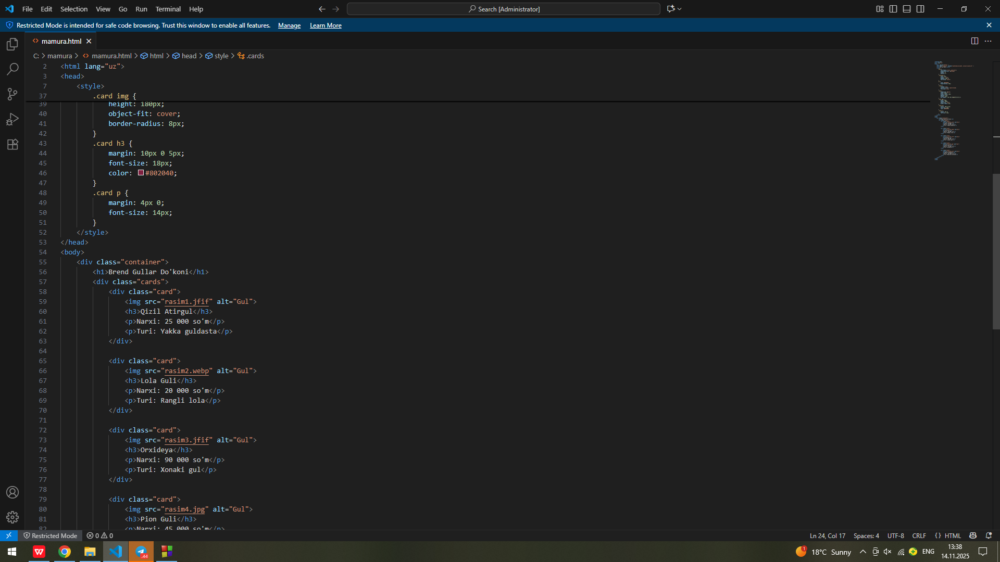 File Edit Selection View Go Run Terminal Help
Search [Administrator]
Restricted Mode is intended for safe code browsing. Trust this window to enable all features. Manage Learn More
mamura.html
C: > mamura > mamura.html > html > head > style > .cards
2 <html lang="uz">
3 <head>
7 <style>
37 .card img {
39 height: 180px;
40 object-fit: cover;
41 border-radius: 8px;
42 }
43 .card h3 {
44 margin: 10px 0 5px;
45 font-size: 18px;
46 color: #802040;
47 }
48 .card p {
49 margin: 4px 0;
50 font-size: 14px;
51 }
52 </style>
53 </head>
54 <body>
55 <div class="container">
56 <h1>Brend Gullar Do'koni</h1>
57 <div class="cards">
58 <div class="card">
59 <img src="rasim1.jfif" alt="Gul">
60 <h3>Qizil Atirgul</h3>
61 <p>Narxi: 25 000 so'm</p>
62 <p>Turi: Yakka guldasta</p>
63 </div>
64
65 <div class="card">
66 <img src="rasim2.webp" alt="Gul">
67 <h3>Lola Guli</h3>
68 <p>Narxi: 20 000 so'm</p>
69 <p>Turi: Rangli lola</p>
70 </div>
71
72 <div class="card">
73 <img src="rasim3.jfif" alt="Gul">
74 <h3>Orxideya</h3>
75 <p>Narxi: 90 000 so'm</p>
76 <p>Turi: Xonaki gul</p>
77 </div>
78
79 <div class="card">
80 <img src="rasim4.jpg" alt="Gul">
81 <h3>Pion Guli</h3>
82 <p>Narxi: 45 000 so'm</p>
Restricted Mode 0 0 Ln 24, Col 17 Spaces: 4 UTF-8 CRLF {} HTML
W .44 1 18°C Sunny ENG 13:38
14.11.2025